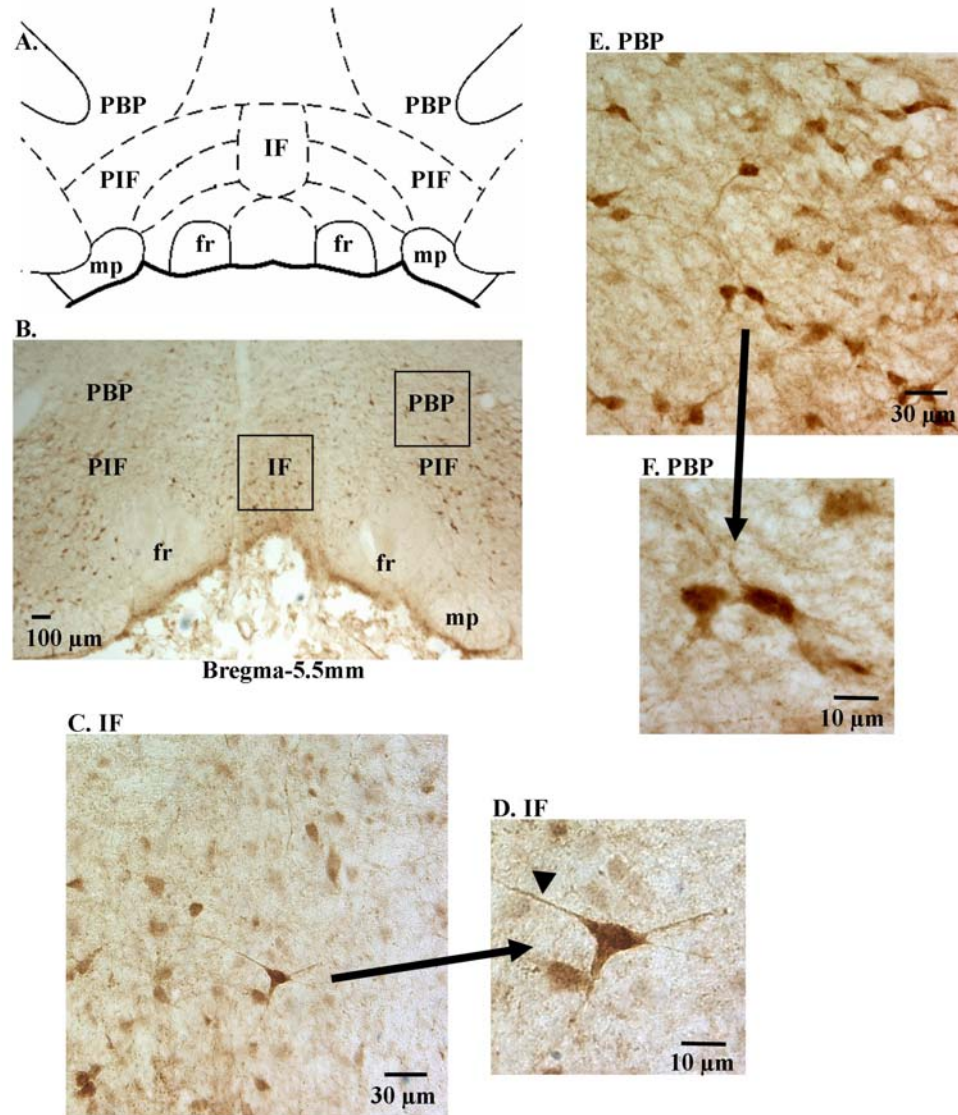 A.
PBP PBP
IF
PIF PIF
fr fr
mp mp
B.
PBP PBP
PIF IF PIF
fr fr
mp
100 µm
Bregma-5.5mm
C. IF
30 µm
D. IF
10 µm
E. PBP
30 µm
F. PBP
10 µm